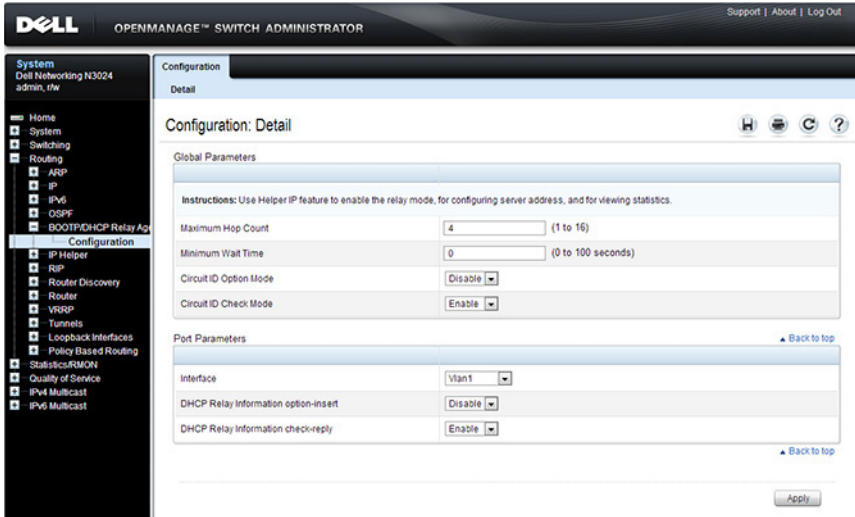 Support | About | Log Out
DELL OPENMANAGE™ SWITCH ADMINISTRATOR
System
Dell Networking N3024
admin, r/w
Home
System
Switching
Routing
ARP
IP
IPv6
OSPF
BOOTP/DHCP Relay Age
Configuration
IP Helper
RIP
Router Discovery
Router
VRRP
Tunnels
Loopback Interfaces
Policy Based Routing
Statistics/RMON
Quality of Service
IPv4 Multicast
IPv6 Multicast
Configuration
Detail
Configuration: Detail
H C ?
Global Parameters
Instructions: Use Helper IP feature to enable the relay mode, for configuring server address, and for viewing statistics.
Maximum Hop Count 4 (1 to 16)
Minimum Wait Time 0 (0 to 100 seconds)
Circuit ID Option Mode Disable
Circuit ID Check Mode Enable
Port Parameters Back to top
Interface Vlan1
DHCP Relay Information option-insert Disable
DHCP Relay Information check-reply Enable
Back to top
Apply